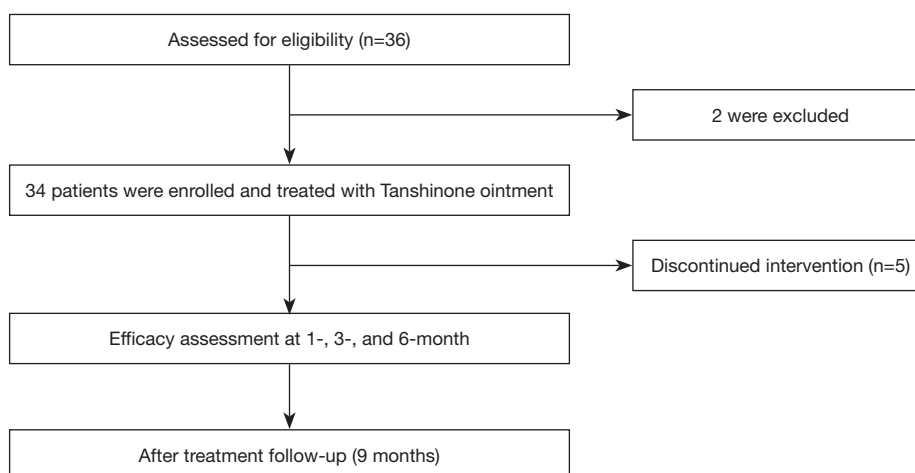 Assessed for eligibility (n=36)
2 were excluded
34 patients were enrolled and treated with Tanshinone ointment
Discontinued intervention (n=5)
Efficacy assessment at 1-, 3-, and 6-month
After treatment follow-up (9 months)